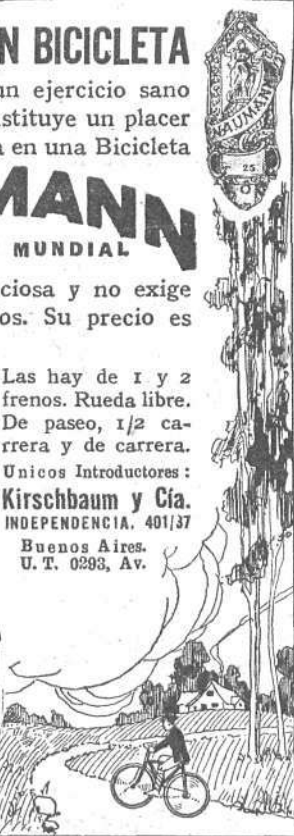 N BICICLETA
un ejercicio sano
stituye un placer
a en una Bicicleta
MANN
MUNDIAL
ciosa y no exige
os. Su precio es
Las hay de 1 y 2
frenos. Rueda libre.
De paseo, 1/2 ca-
rrera y de carrera.
Unicos Introductores:
Kirschbaum y Cía.
INDEPENDENCIA, 401/37
Buenos Aires.
U. T. 0293, Av.
NAUMANN
25